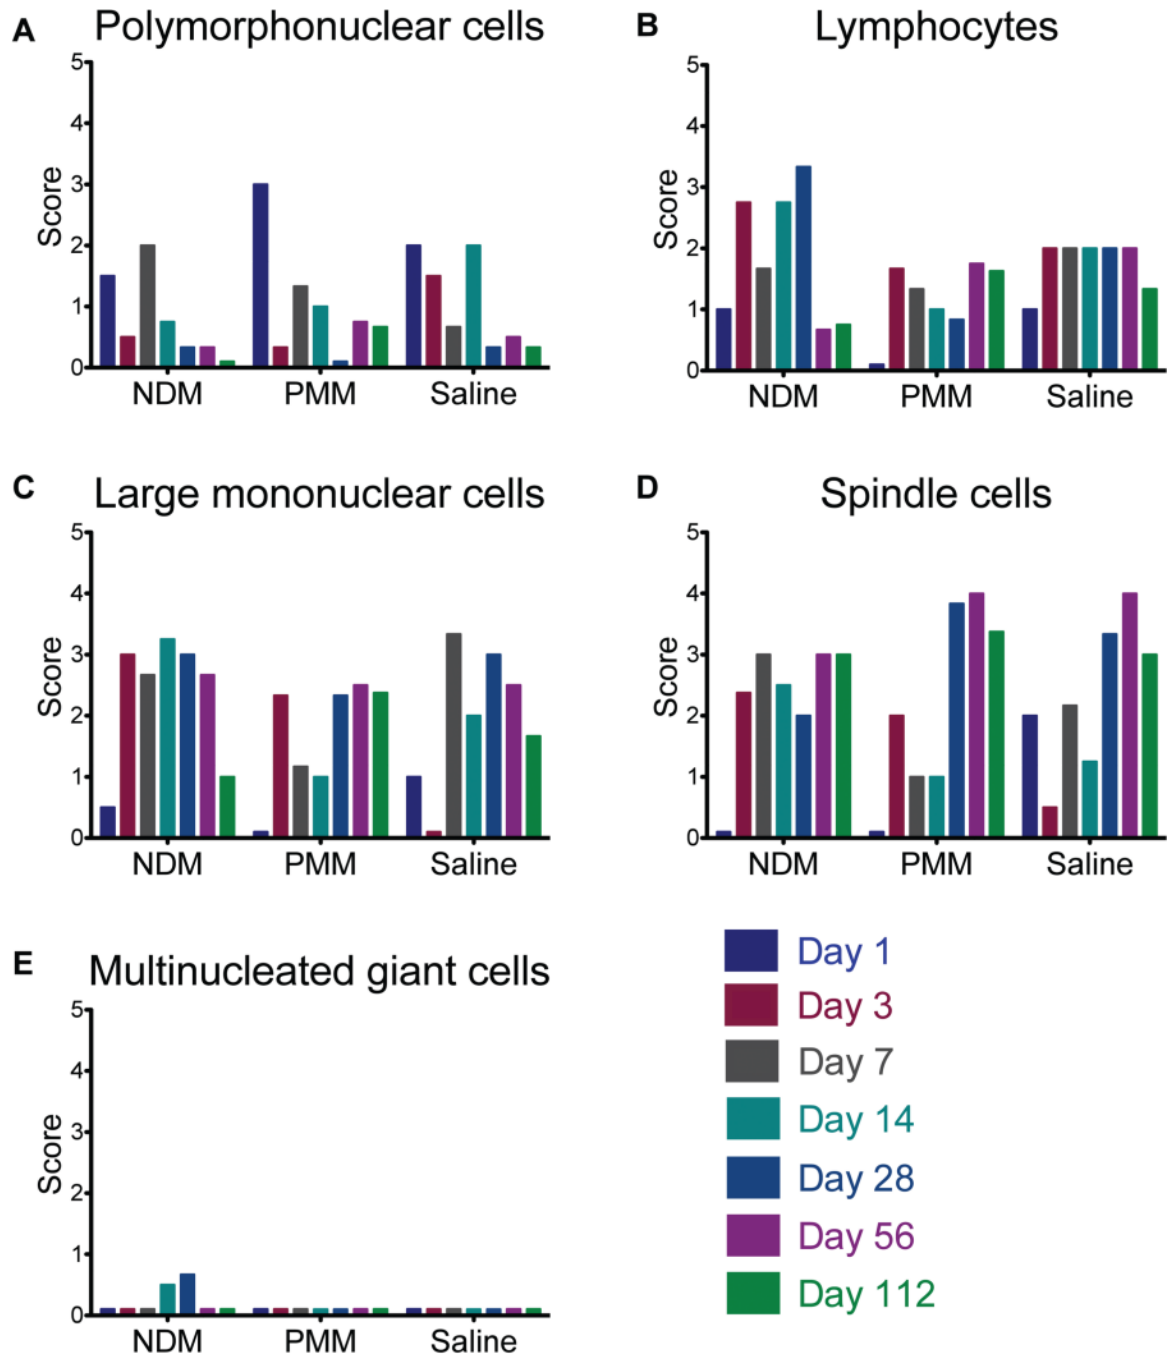 A Polymorphonuclear cells
5
4
3
2
1
0
Score
NDM PMM Saline
B Lymphocytes
5
4
3
2
1
0
Score
NDM PMM Saline
C Large mononuclear cells
5
4
3
2
1
0
Score
NDM PMM Saline
D Spindle cells
5
4
3
2
1
0
Score
NDM PMM Saline
E Multinucleated giant cells
5
4
3
2
1
0
Score
NDM PMM Saline
Day 1
Day 3
Day 7
Day 14
Day 28
Day 56
Day 112